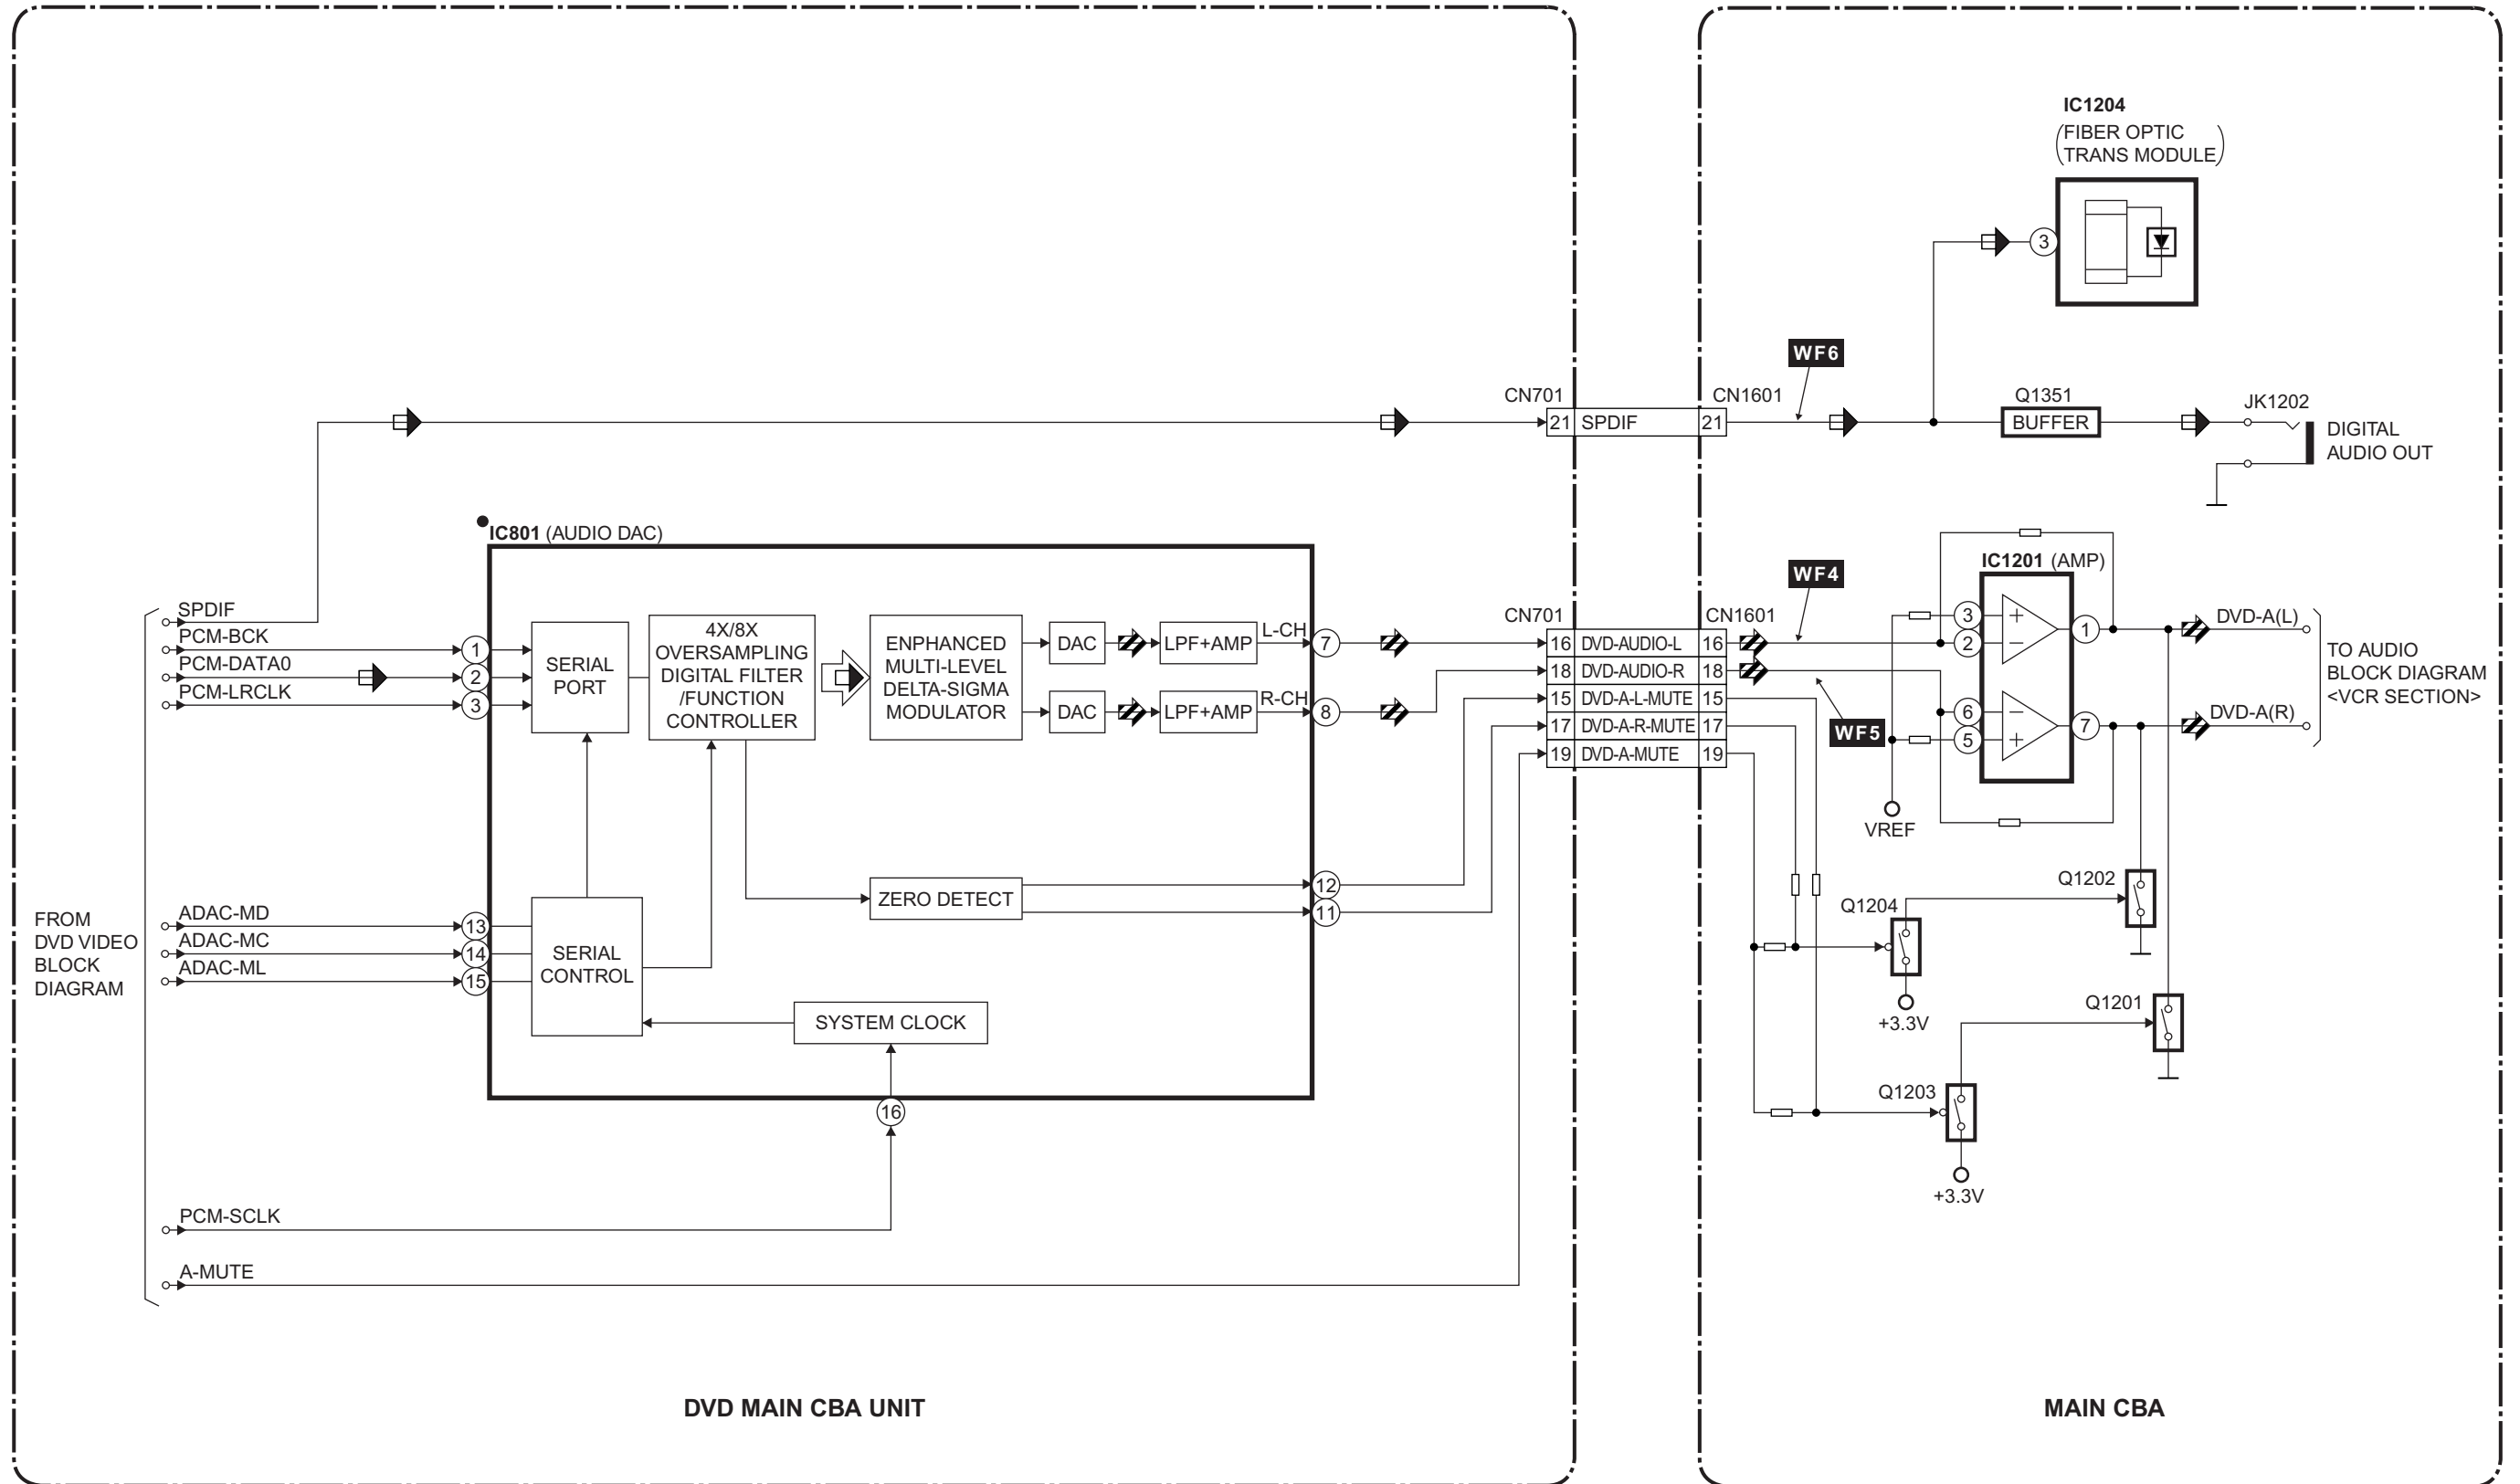 IC1204
FIBER OPTIC
TRANS MODULE
3
WF6
CN701
CN1601
Q1351
JK1202
21 SPDIF 21
BUFFER
DIGITAL
AUDIO OUT
IC801 (AUDIO DAC)
SPDIF
PCM-BCK
PCM-DATA0
PCM-LRCLK
1
2
3
SERIAL
PORT
4X/8X
OVERSAMPLING
DIGITAL FILTER
/FUNCTION
CONTROLLER
ENPHANCED
MULTI-LEVEL
DELTA-SIGMA
MODULATOR
DAC
LPF+AMP
L-CH
7
DAC
LPF+AMP
R-CH
8
CN701
CN1601
16 DVD-AUDIO-L 16
18 DVD-AUDIO-R 18
15 DVD-A-L-MUTE 15
17 DVD-A-R-MUTE 17
19 DVD-A-MUTE 19
WF4
WF5
IC1201 (AMP)
3
+
2
−
1
6
−
5
+
7
VREF
DVD-A(L)
DVD-A(R)
TO AUDIO
BLOCK DIAGRAM
<VCR SECTION>
FROM
DVD VIDEO
BLOCK
DIAGRAM
ADAC-MD
ADAC-MC
ADAC-ML
13
14
15
SERIAL
CONTROL
ZERO DETECT
12
11
SYSTEM CLOCK
16
Q1202
Q1204
+3.3V
Q1201
Q1203
+3.3V
PCM-SCLK
A-MUTE
DVD MAIN CBA UNIT
MAIN CBA